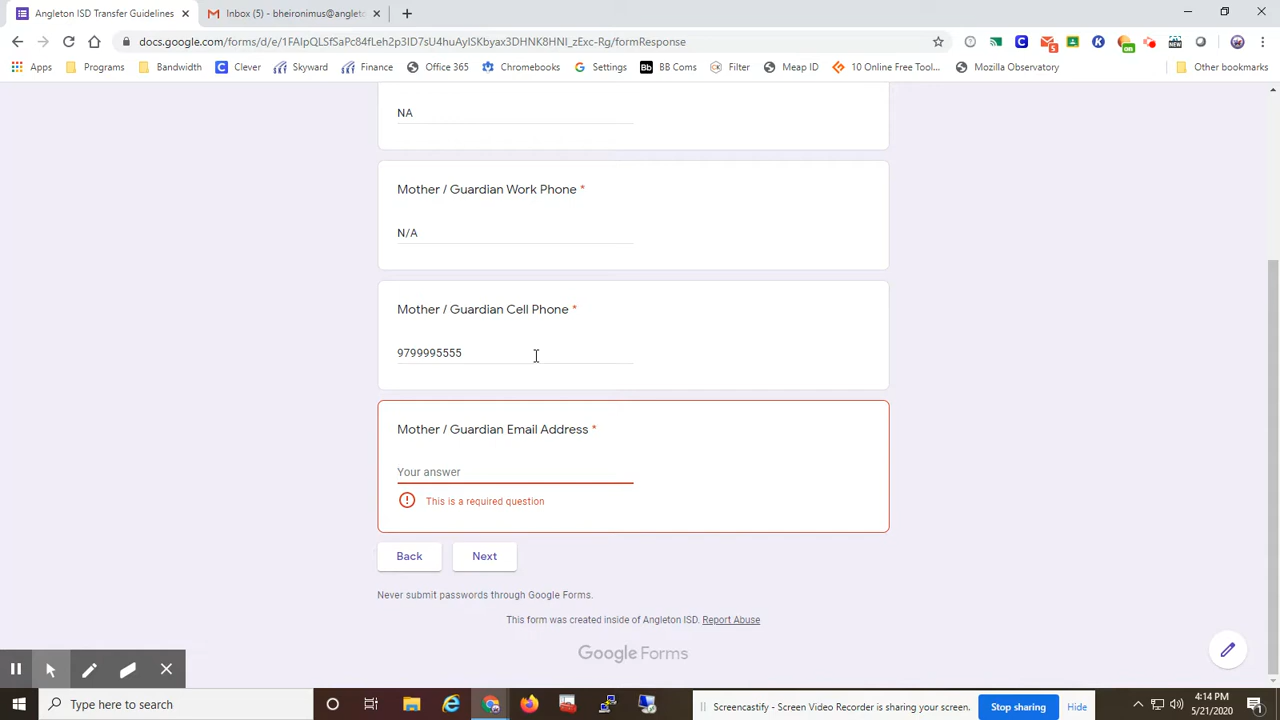 Angleton ISD Transfer Guidelines
Inbox (5) - bheironimus@angleto
docs.google.com/forms/d/e/1FAIpQLSfSaPc84fLeh2p3ID7tU4huAyISKbyax3DHNK8HNI_zExc-Rg/formResponse
Apps Programs Bandwidth Clever Skyward Finance Office 365 Chromebooks Settings Bb BB Coms Filter Meap ID 10 Online Free Tool... Mozilla Observatory Other bookmarks
NA
Mother / Guardian Work Phone *
N/A
Mother / Guardian Cell Phone *
9799995555
Mother / Guardian Email Address *
Your answer
This is a required question
Back Next
Never submit passwords through Google Forms.
This form was created inside of Angleton ISD. Report Abuse
Google Forms
Type here to search
Screencastify - Screen Video Recorder is sharing your screen. Stop sharing Hide
4:14 PM
5/21/2020